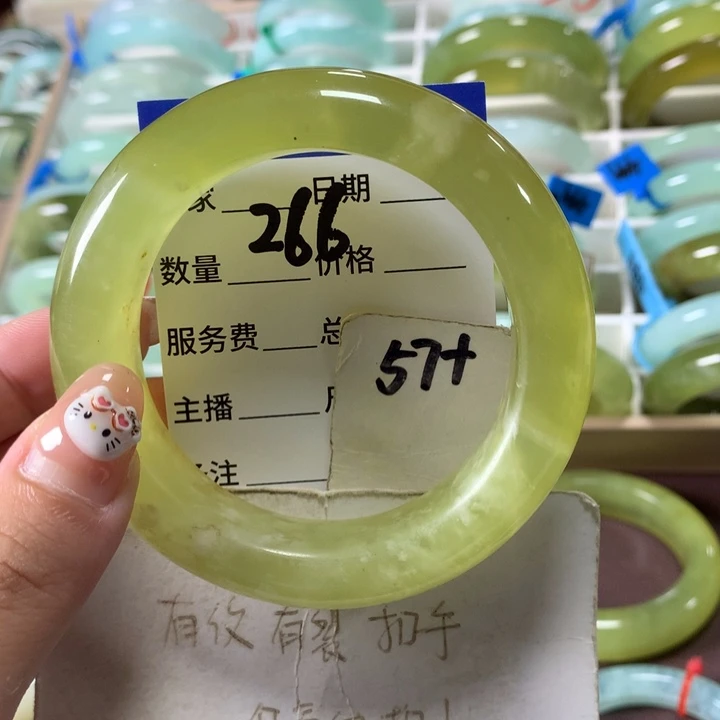 家 日期
266
数量 价格
服务费 总
57+
主播
备注
有纹 有裂 扣手